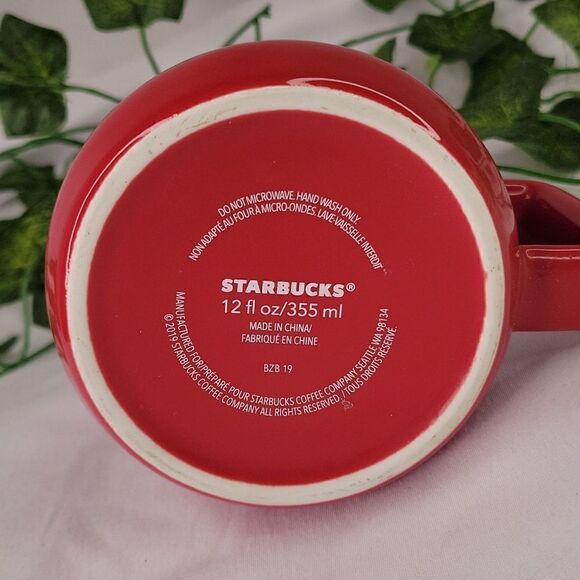 DO NOT MICROWAVE. HAND WASH ONLY.
NON ADAPTÉ AU FOUR À MICRO-ONDES. LAVE-VAISSELLE INTERDIT
STARBUCKS®
12 fl oz/355 ml
MADE IN CHINA/
FABRIQUÉ EN CHINE
BZB 19
MANUFACTURED FOR/PRÉPARÉ POUR STARBUCKS COFFEE COMPANY SEATTLE WA 98134
© 2019 STARBUCKS COFFEE COMPANY ALL RIGHTS RESERVED. / TOUS DROITS RÉSERVÉ.